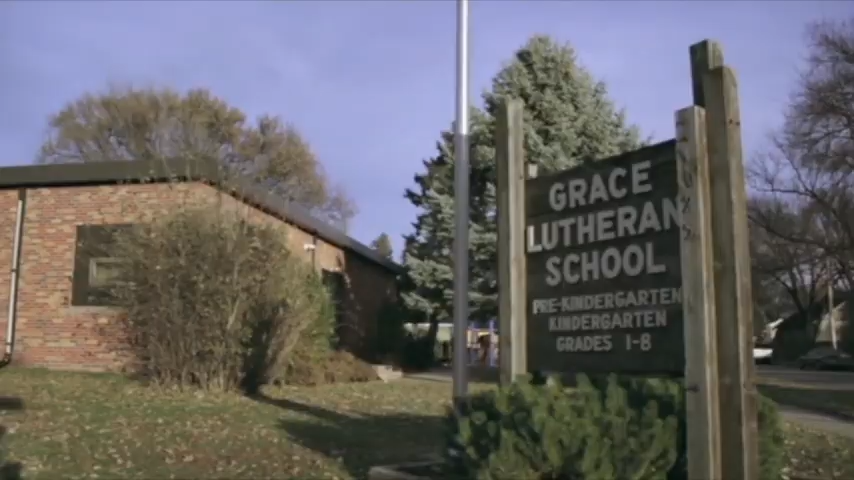 GRACE
LUTHERAN
SCHOOL
PRE-KINDERGARTEN
KINDERGARTEN
GRADES 1-8